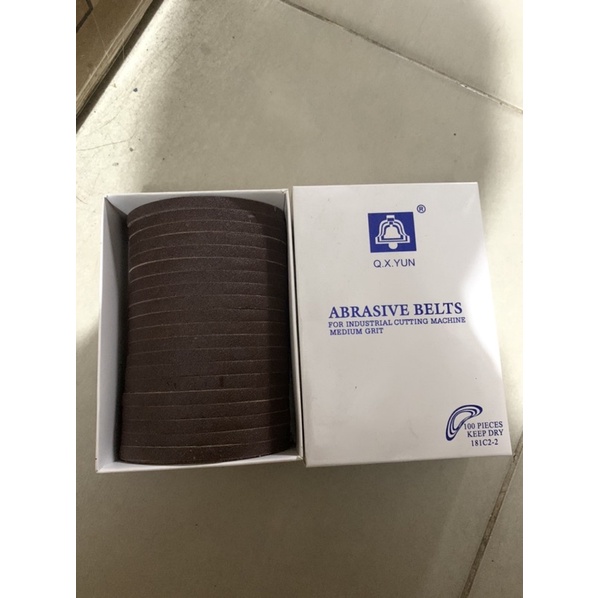 ®
Q.X.YUN
ABRASIVE BELTS
FOR INDUSTRIAL CUTTING MACHINE
MEDIUM GRIT
100 PIECES
KEEP DRY
181C2-2